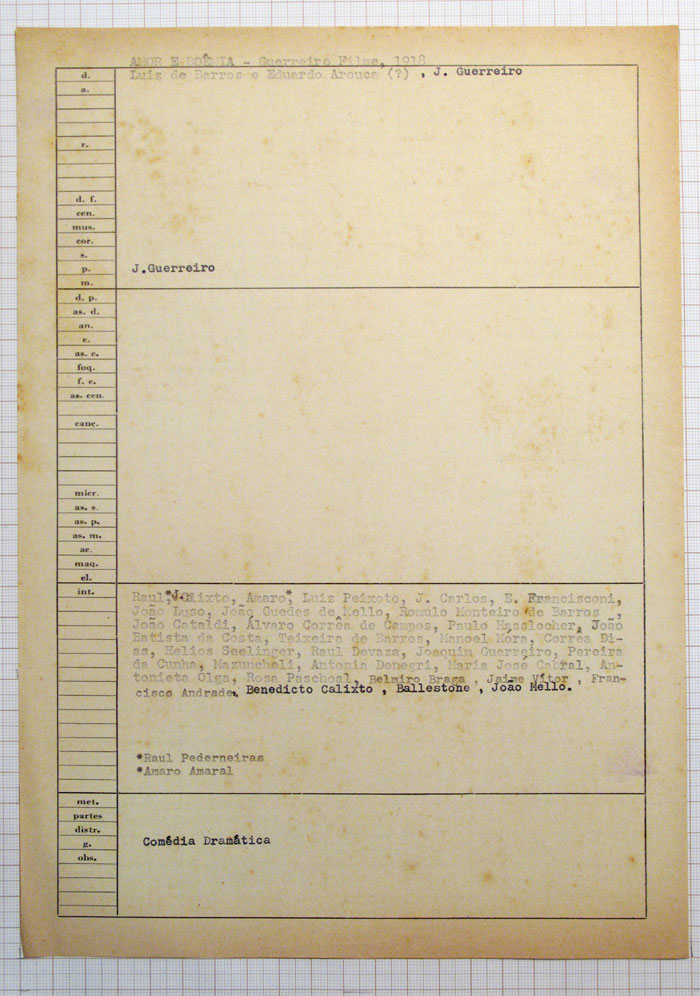 AMOR E BOÊMIA - Guerreiro Filme, 1918
d. Luiz de Barros e Eduardo Arouca (?) , J. Guerreiro
a.
r.
d. f.
cen.
mus.
cor.
s.
p. J.Guerreiro
m.
d. p.
as. d.
an.
c.
as. c.
foq.
f. c.
as. cen.
canç.
micr.
as. s.
as. p.
as. m.
ac.
maq.
el.
int. Raul,* J. Calixto, Amaro*, Luiz Peixoto, J. Carlos, E. Francisconi,
João Luso, João Guedes de Mello, Romulo Monteiro de Barros ,
João Cataldi, Álvaro Corrêa de Campos, Paulo Hasslocher, João
Batista da Costa, Teixeira de Barros, Manoel Móra, Corrêa Di-
as, Helios Seelinger, Raul Devaza, Joaquim Guerreiro, Pereira
da Cunha, Mazuncheli, Antonia Denegri, Maria José Cabral, An-
tonieta Olga, Rosa Paschoal, Belmiro Braga , Jaime Vitor , Fran-
cisco Andrade, Benedicto Calixto , Ballestone , João Mello.
*Raul Pederneiras
*Amaro Amaral
met.
partes
distr.
g. Comédia Dramática
obs.